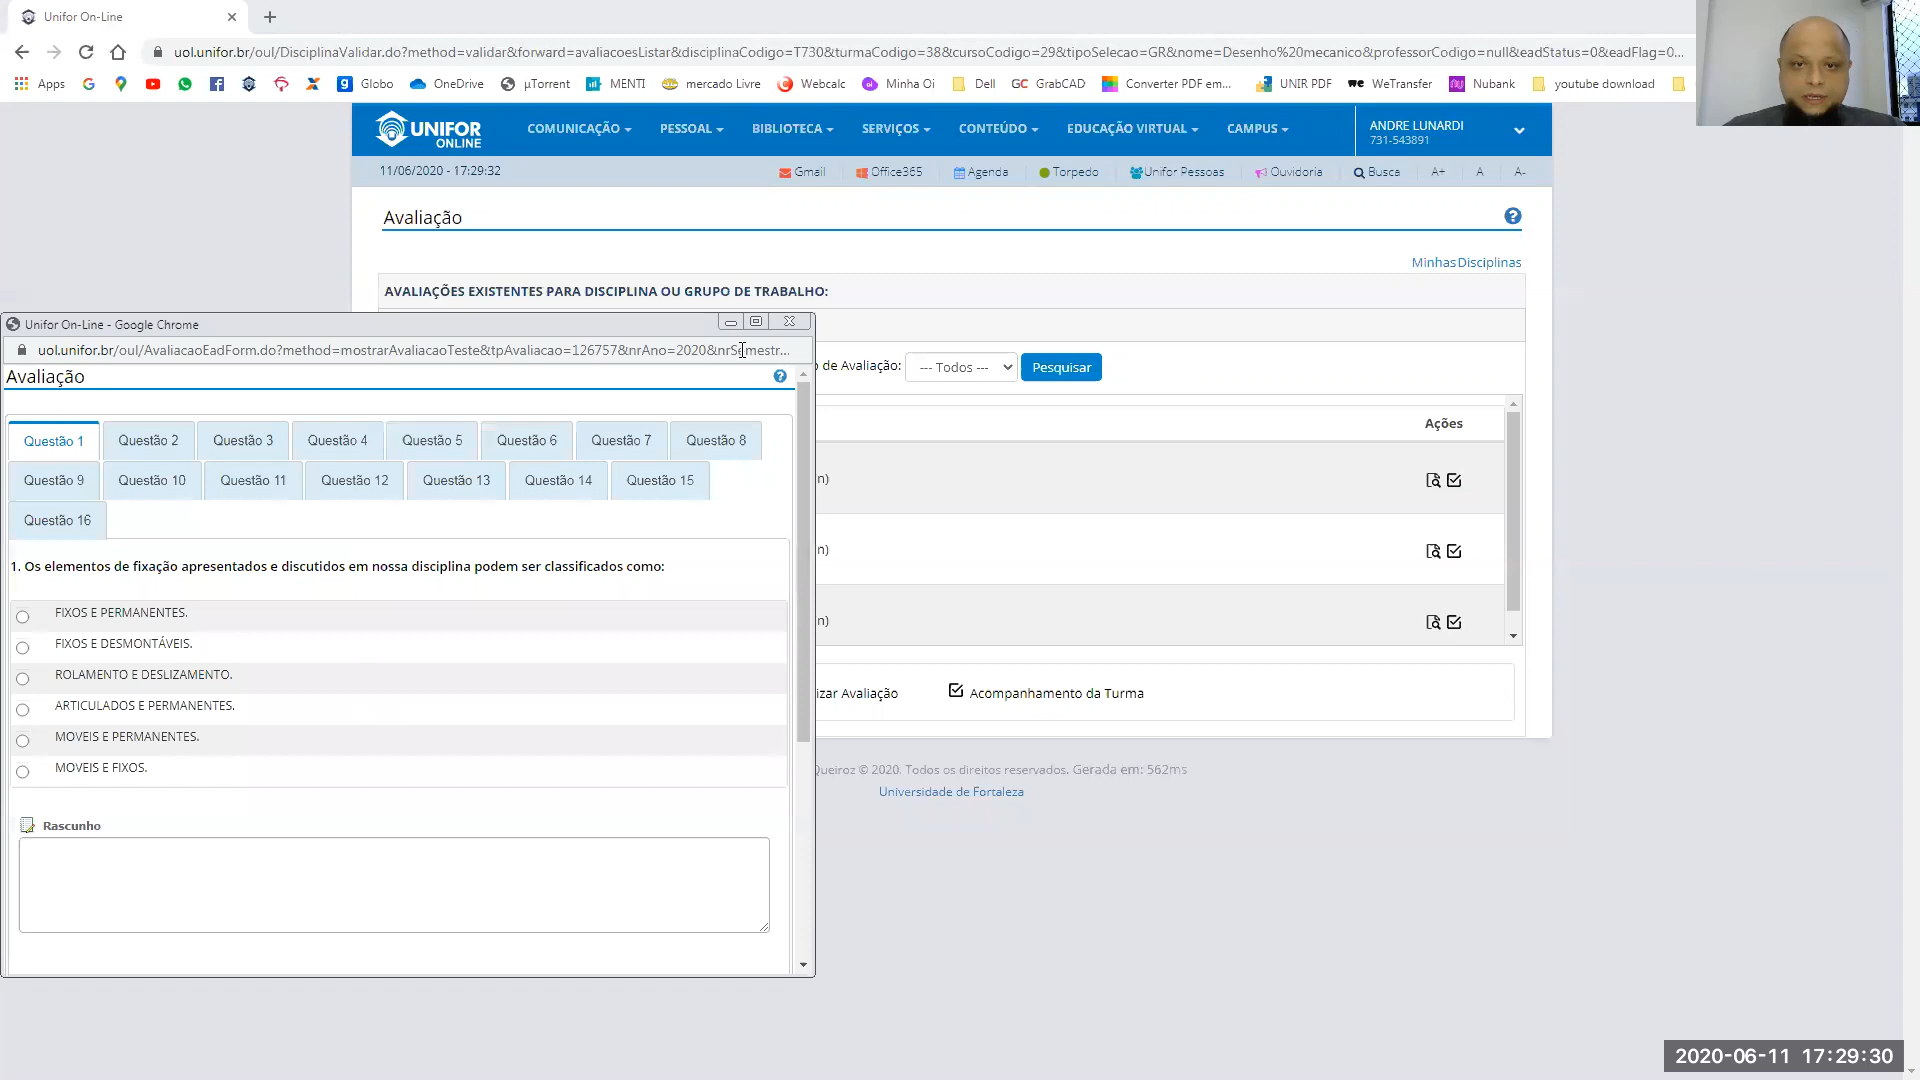 Unifor On-Line
uol.unifor.br/oul/DisciplinaValidar.do?method=validar&forward=avaliacoesListar&disciplinaCodigo=T730&turmaCodigo=38&cursoCodigo=29&tipoSelecao=GR&nome=Desenho%20mecanico&professorCodigo=null&eadStatus=0&eadFlag=0...
Apps Globo OneDrive µTorrent MENTI mercado Livre Webcalc Minha Oi Dell GC GrabCAD Converter PDF em... UNIR PDF we WeTransfer Nubank youtube download
UNIFOR ONLINE
COMUNICAÇÃO PESSOAL BIBLIOTECA SERVIÇOS CONTEÚDO EDUCAÇÃO VIRTUAL CAMPUS
ANDRE LUNARDI
731-543891
11/06/2020 - 17:29:32 Gmail Office365 Agenda Torpedo Unifor Pessoas Ouvidoria Busca A+ A A-
Avaliação
Minhas Disciplinas
AVALIAÇÕES EXISTENTES PARA DISCIPLINA OU GRUPO DE TRABALHO:
o de Avaliação: --- Todos --- Pesquisar
Ações
n)
n)
n)
izar Avaliação Acompanhamento da Turma
Queiroz © 2020. Todos os direitos reservados. Gerada em: 562ms
Universidade de Fortaleza
Unifor On-Line - Google Chrome
uol.unifor.br/oul/AvaliacaoEadForm.do?method=mostrarAvaliacaoTeste&tpAvaliacao=126757&nrAno=2020&nrSemestr...
Avaliação
Questão 1 Questão 2 Questão 3 Questão 4 Questão 5 Questão 6 Questão 7 Questão 8
Questão 9 Questão 10 Questão 11 Questão 12 Questão 13 Questão 14 Questão 15
Questão 16
1. Os elementos de fixação apresentados e discutidos em nossa disciplina podem ser classificados como:
FIXOS E PERMANENTES.
FIXOS E DESMONTÁVEIS.
ROLAMENTO E DESLIZAMENTO.
ARTICULADOS E PERMANENTES.
MOVEIS E PERMANENTES.
MOVEIS E FIXOS.
Rascunho
2020-06-11 17:29:30